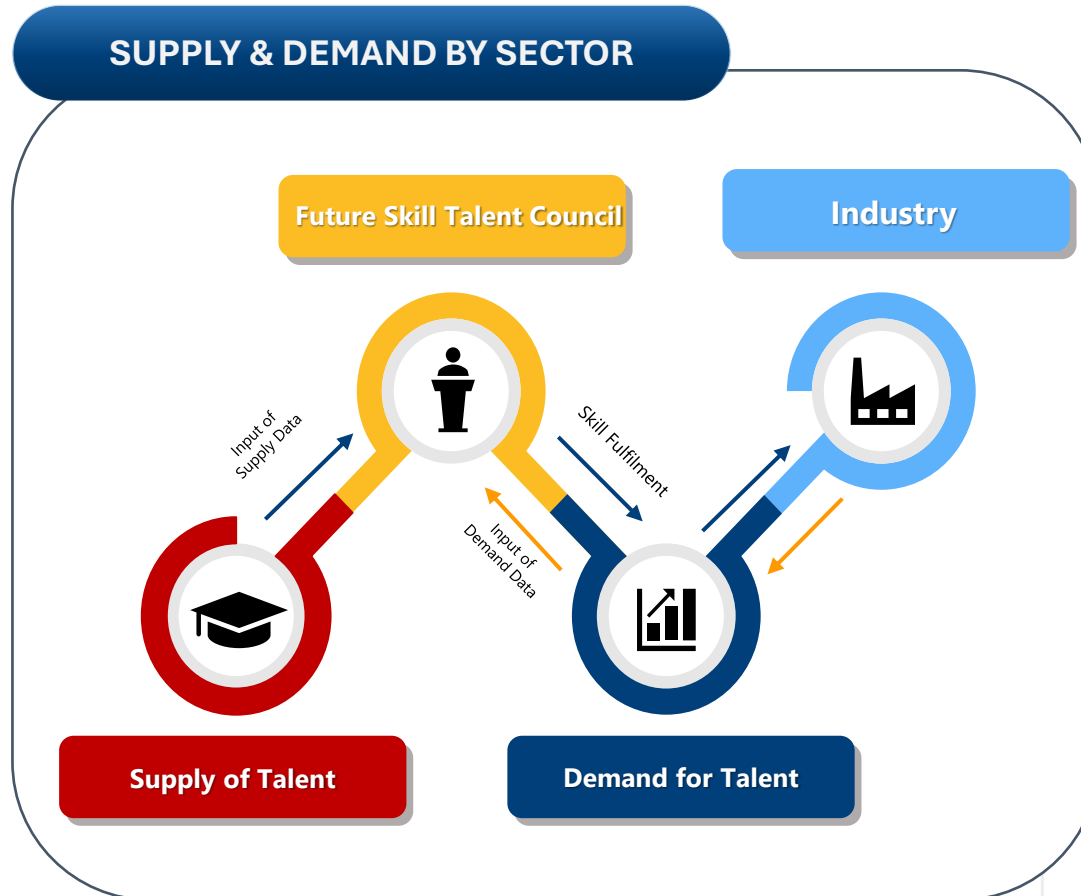 SUPPLY & DEMAND BY SECTOR
Future Skill Talent Council
Industry
Input of
Supply Data
Skill Fulfilment
Input of
Demand Data
Supply of Talent
Demand for Talent